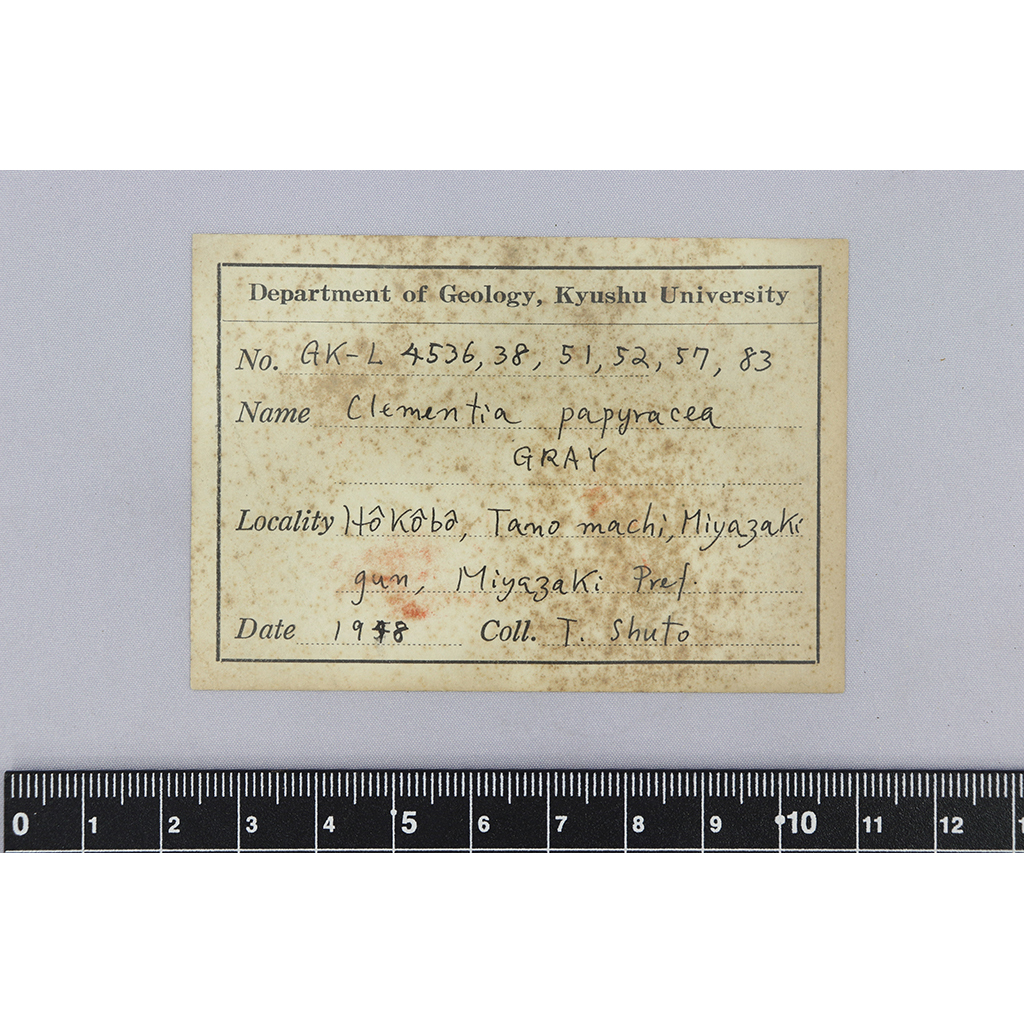 Department of Geology, Kyushu University
No. GK-L 4536, 38, 51, 52, 57, 83
Name Clementia papyracea
GRAY
Locality Hôkôbô, Tano machi, Miyazaki
gun, Miyazaki Pref.
Date Coll. T. Shuto
0 1 2 3 4 5 6 7 8 9 10 11 12